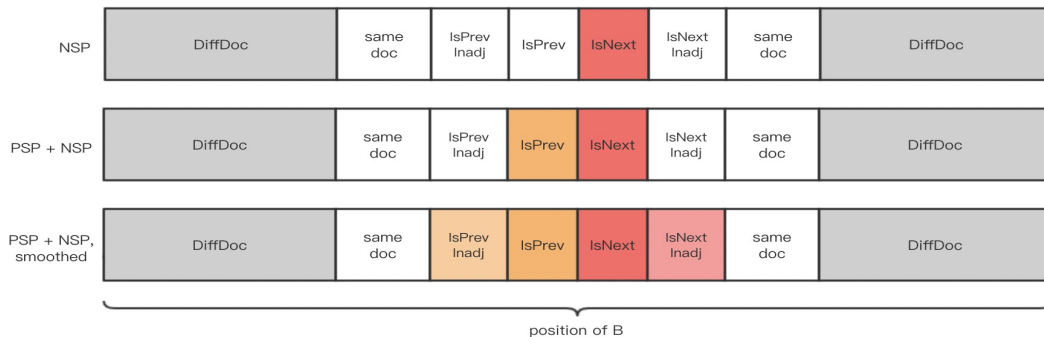 NSP
DiffDoc
same
doc
IsPrev
Inadj
IsPrev
IsNext
IsNext
Inadj
same
doc
DiffDoc
PSP + NSP
DiffDoc
same
doc
IsPrev
Inadj
IsPrev
IsNext
IsNext
Inadj
same
doc
DiffDoc
PSP + NSP,
smoothed
DiffDoc
same
doc
IsPrev
Inadj
IsPrev
IsNext
IsNext
Inadj
same
doc
DiffDoc
position of B